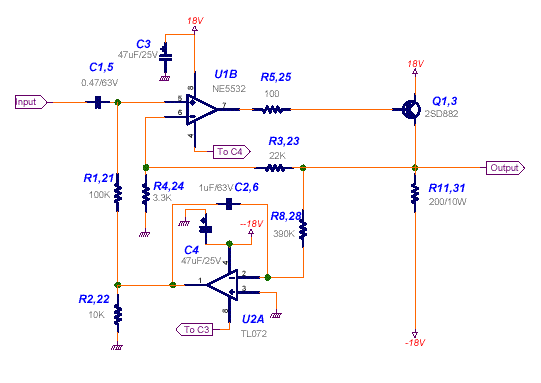 18V
C3
47uF/25V
C1,5
0.47/63V
U1B
NE5532
R5,25
100
18V
Q1,3
2SD882
Input
8
5
6
7
4
To C4
R3,23
22K
Output
R1,21
100K
R4,24
3.3K
1uF/63V
C2,6
R8,28
390K
R11,31
200/10W
--18V
C4
47uF/25V
4
2
1
3
8
R2,22
10K
U2A
TL072
To C3
-18V